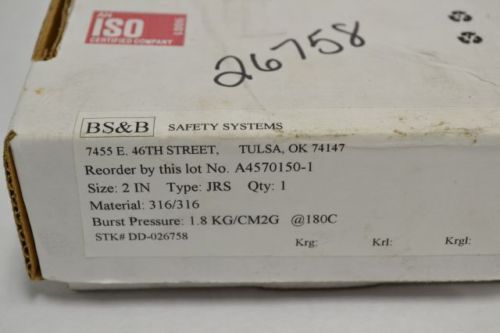 AN
ISO
CERTIFIED COMPANY
26758
BS&B SAFETY SYSTEMS
7455 E. 46TH STREET, TULSA, OK 74147
Reorder by this lot No. A4570150-1
Size: 2 IN Type: JRS Qty: 1
Material: 316/316
Burst Pressure: 1.8 KG/CM2G @180C
STK# DD-026758 Krg: Krl: Krgl: